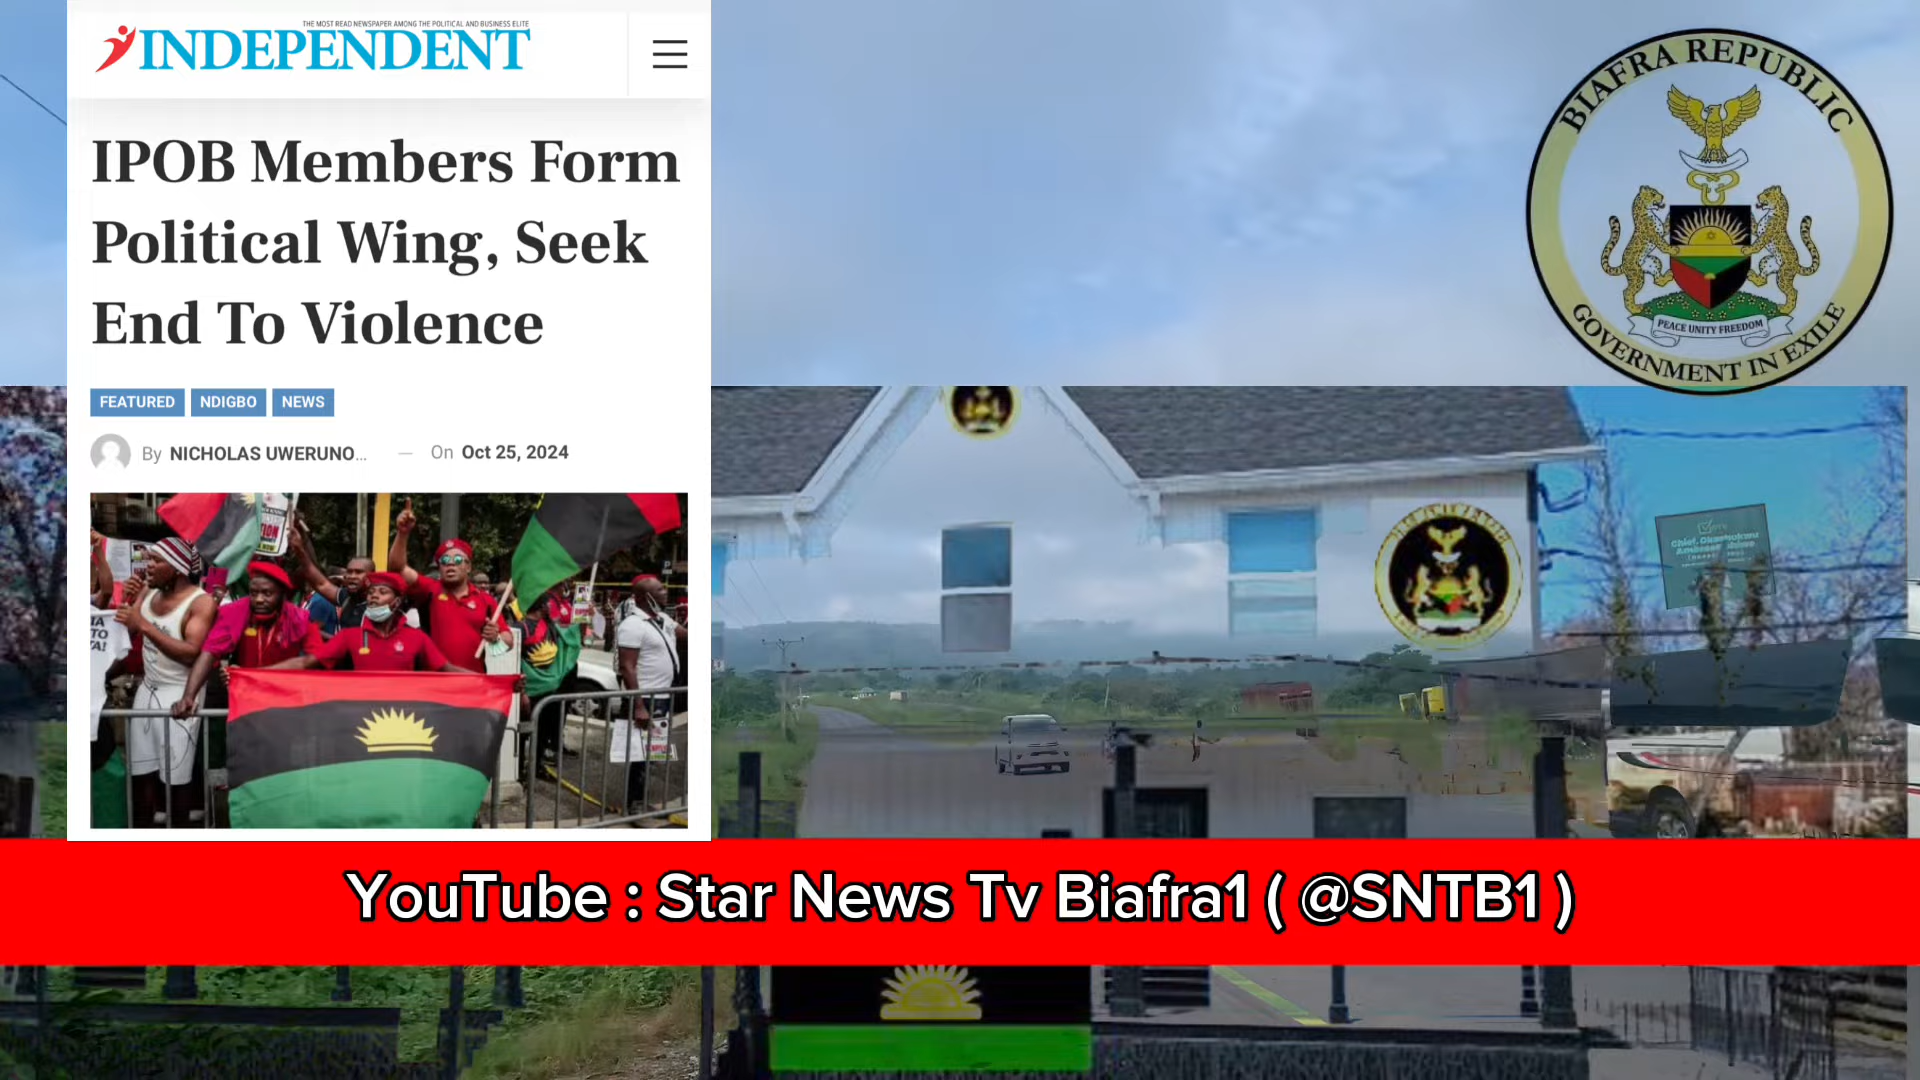 THE MOST READ NEWSPAPER AMONG THE POLITICAL AND BUSINESS ELITE
INDEPENDENT
IPOB Members Form
Political Wing, Seek
End To Violence
FEATURED NDIGBO NEWS
By NICHOLAS UWERUNO... — On Oct 25, 2024
BIAFRA REPUBLIC
PEACE UNITY FREEDOM
GOVERNMENT IN EXILE
YouTube : Star News Tv Biafra1 ( @SNTB1 )